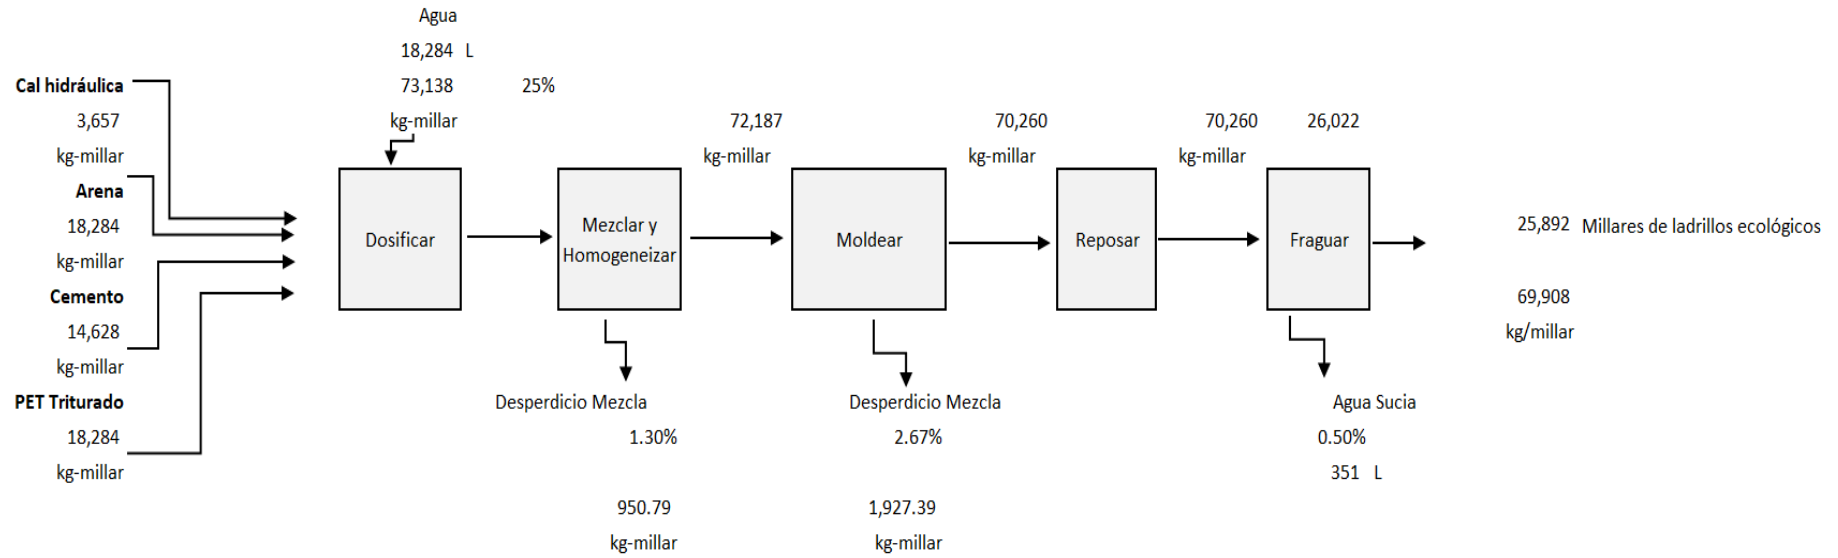 Agua
18,284 L
73,138 25%
kg-millar
Cal hidráulica
3,657
kg-millar
Arena
18,284
kg-millar
Cemento
14,628
kg-millar
PET Triturado
18,284
kg-millar
Dosificar
Mezclar y
Homogeneizar
72,187
kg-millar
Moldear
70,260
kg-millar
Reposar
70,260
kg-millar
26,022
Fraguar
25,892 Millares de ladrillos ecológicos
69,908
kg/millar
Desperdicio Mezcla
1.30%
950.79
kg-millar
Desperdicio Mezcla
2.67%
1,927.39
kg-millar
Agua Sucia
0.50%
351 L